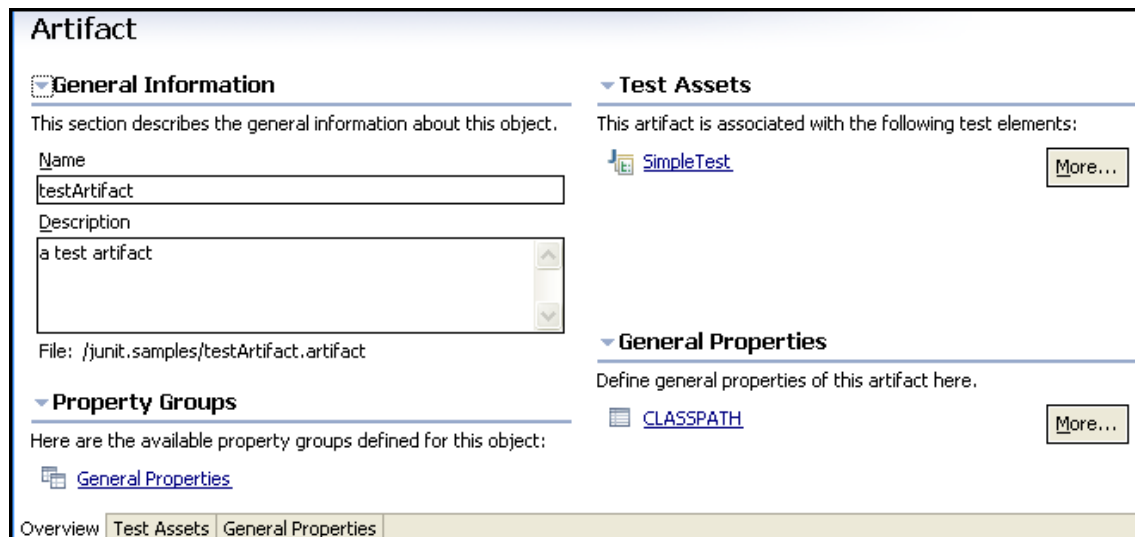 Artifact
General Information
This section describes the general information about this object.
Name
testArtifact
Description
a test artifact
File: /junit.samples/testArtifact.artifact
Property Groups
Here are the available property groups defined for this object:
General Properties
Test Assets
This artifact is associated with the following test elements:
SimpleTest
More...
General Properties
Define general properties of this artifact here.
CLASSPATH
More...
Overview Test Assets General Properties